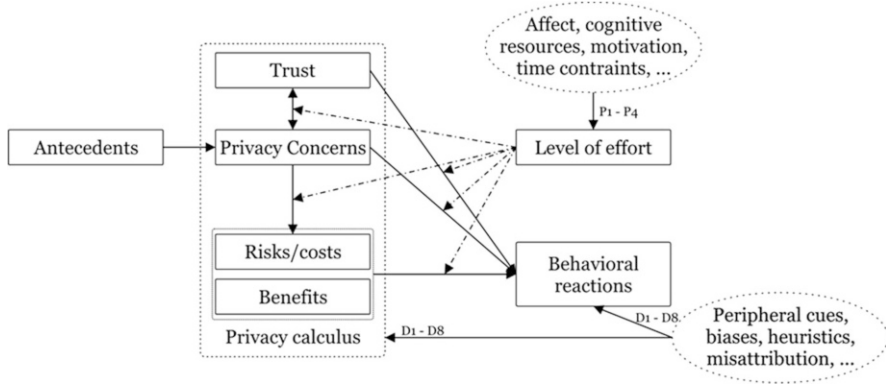 Affect, cognitive
resources, motivation,
time contraints, ...
Trust
P1 - P4
Antecedents
Privacy Concerns
Level of effort
Risks/costs
Behavioral
reactions
Benefits
Privacy calculus
D1 - D8
D1 - D8
Peripheral cues,
biases, heuristics,
misattribution, ...